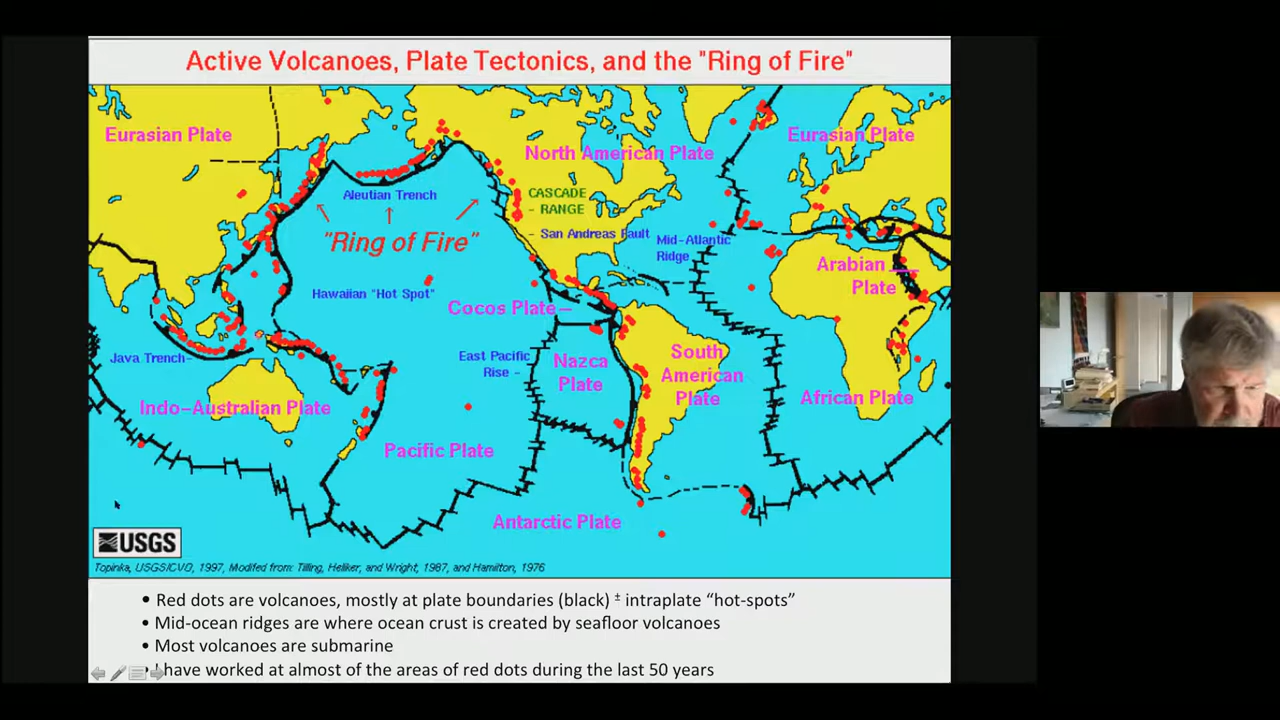 Active Volcanoes, Plate Tectonics, and the "Ring of Fire"
Eurasian Plate
North American Plate
Eurasian Plate
Aleutian Trench
CASCADE
- RANGE
"Ring of Fire"
- San Andreas Fault
Mid-Atlantic
Ridge
Arabian
Plate
Hawaiian "Hot Spot"
Cocos Plate
Java Trench-
East Pacific
Rise -
Nazca
Plate
South
American
Plate
Indo-Australian Plate
African Plate
Pacific Plate
Antarctic Plate
USGS
Topinka, USGS/CVO, 1997, Modified from: Tilling, Heliker, and Wright, 1987, and Hamilton, 1976
• Red dots are volcanoes, mostly at plate boundaries (black) ± intraplate “hot-spots”
• Mid-ocean ridges are where ocean crust is created by seafloor volcanoes
• Most volcanoes are submarine
• I have worked at almost of the areas of red dots during the last 50 years